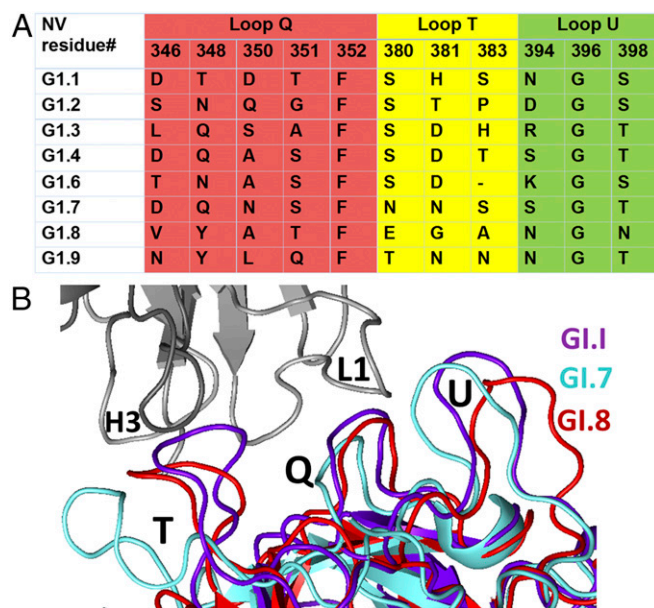 A
NV residue# Loop Q Loop T Loop U
346 348 350 351 352 380 381 383 394 396 398
G1.1 D T D T F S H S N G S
G1.2 S N Q G F S T P D G S
G1.3 L Q S A F S D H R G T
G1.4 D Q A S F S D T S G T
G1.6 T N A S F S D - K G S
G1.7 D Q N S F N N S S G T
G1.8 V Y A T F E G A N G N
G1.9 N Y L Q F T N N N G T
B
GI.I
GI.7
GI.8
H3
L1
U
Q
T